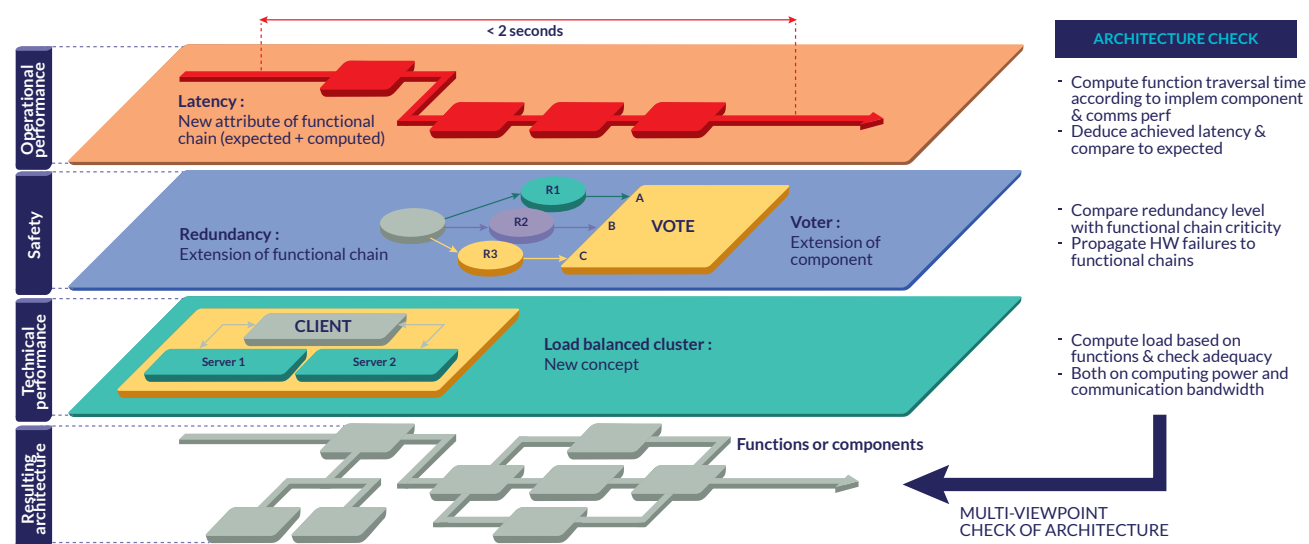 < 2 seconds
ARCHITECTURE CHECK
Operational
performance
Latency :
New attribute of functional
chain (expected + computed)
- Compute function traversal time
according to implem component
& comms perf
- Deduce achieved latency &
compare to expected
Safety
Redundancy :
Extension of functional chain
R1
R2
R3
A
B
C
VOTE
Voter :
Extension of
component
- Compare redundancy level
with functional chain criticity
- Propagate HW failures to
functional chains
Technical
performance
CLIENT
Server 1
Server 2
Load balanced cluster :
New concept
- Compute load based on
functions & check adequacy
- Both on computing power and
communication bandwidth
Resulting
architecture
Functions or components
MULTI-VIEWPOINT
CHECK OF ARCHITECTURE